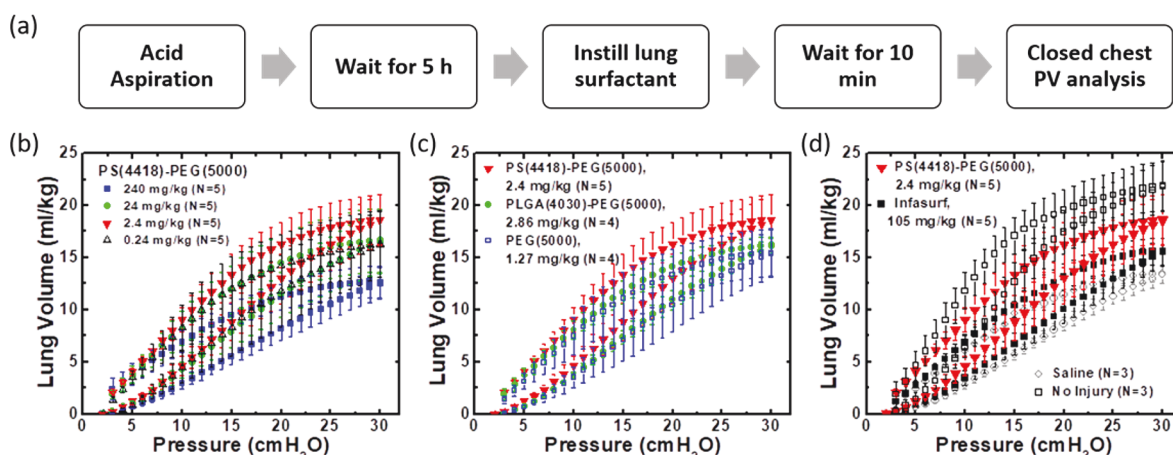 (a)
Acid
Aspiration
Wait for 5 h
Instill lung
surfactant
Wait for 10
min
Closed chest
PV analysis
(b)
25
20
15
10
5
0
Lung Volume (ml/kg)
PS(4418)-PEG(5000)
240 mg/kg (N=5)
24 mg/kg (N=5)
2.4 mg/kg (N=5)
0.24 mg/kg (N=5)
0 5 10 15 20 25 30
Pressure (cmH₂O)
(c)
25
20
15
10
5
0
Lung Volume (ml/kg)
PS(4418)-PEG(5000),
2.4 mg/kg (N=5)
PLGA(4030)-PEG(5000),
2.86 mg/kg (N=4)
PEG(5000),
1.27 mg/kg (N=4)
0 5 10 15 20 25 30
Pressure (cmH₂O)
(d)
25
20
15
10
5
0
Lung Volume (ml/kg)
PS(4418)-PEG(5000),
2.4 mg/kg (N=5)
Infasurf,
105 mg/kg (N=5)
Saline (N=3)
No Injury (N=3)
0 5 10 15 20 25 30
Pressure (cmH₂O)